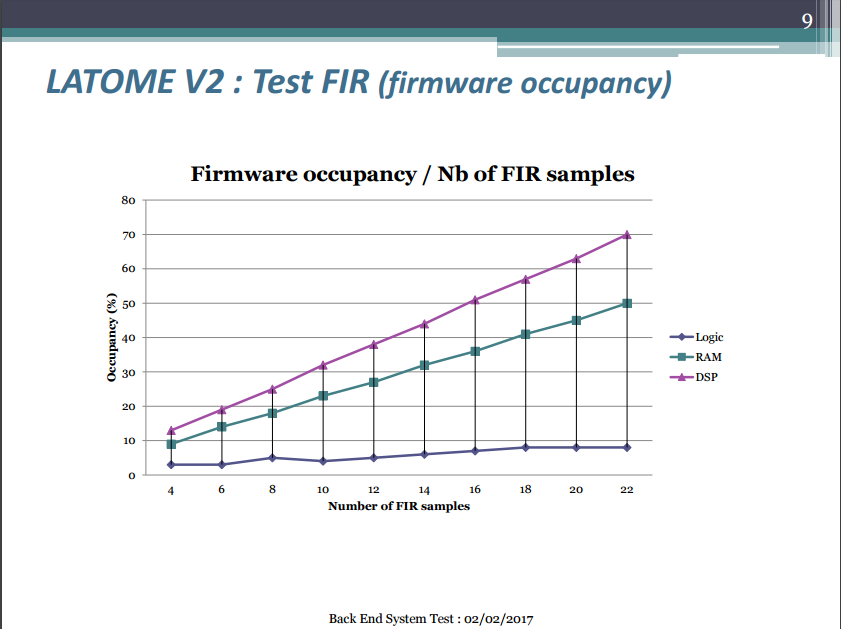 9
LATOME V2 : Test FIR (firmware occupancy)
Firmware occupancy / Nb of FIR samples
80
70
60
50
40
30
20
10
0
Occupancy (%)
4 6 8 10 12 14 16 18 20 22
Number of FIR samples
Logic
RAM
DSP
Back End System Test : 02/02/2017